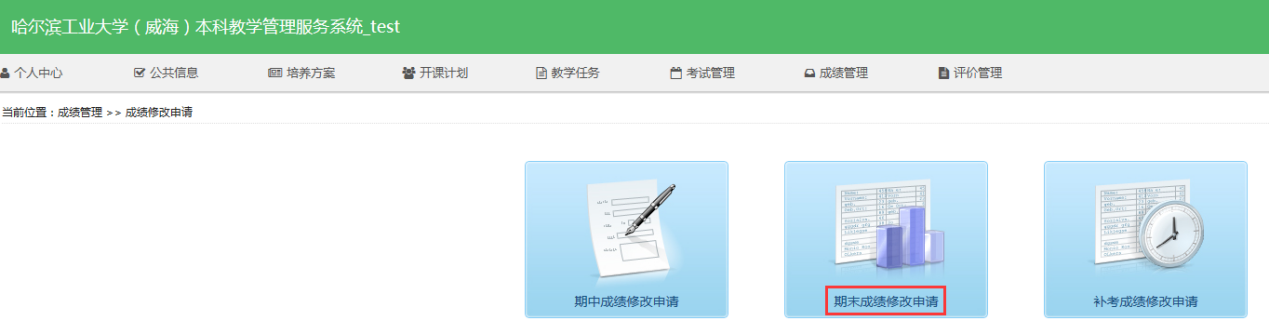 哈尔滨工业大学（威海）本科教学管理服务系统_test
个人中心 公共信息 培养方案 开课计划 教学任务 考试管理 成绩管理 评价管理
当前位置：成绩管理 >> 成绩修改申请
期中成绩修改申请 期末成绩修改申请 补考成绩修改申请